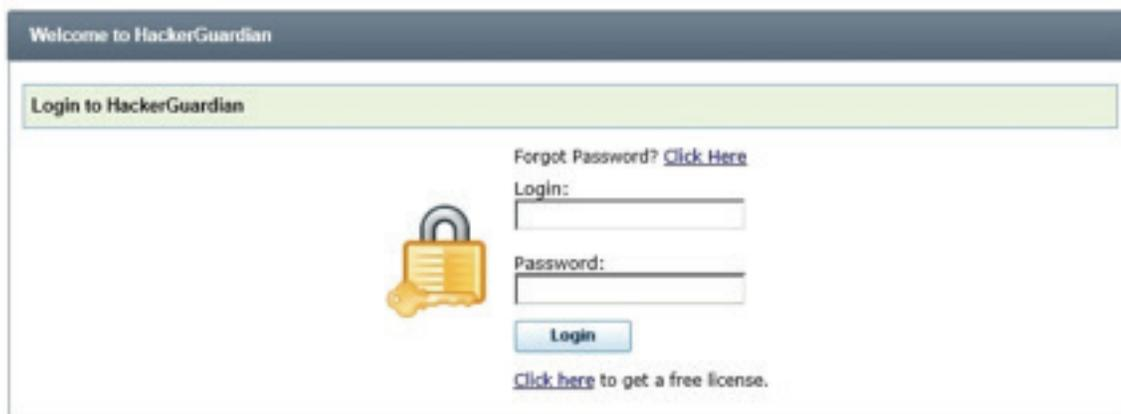 Welcome to HackerGuardian
Login to HackerGuardian
Forgot Password? Click Here
Login:
Password:
Login
Click here to get a free license.